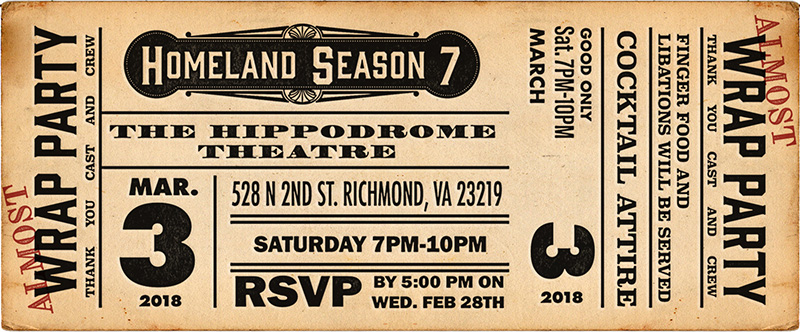 ALMOST
WRAP PARTY
THANK YOU CAST AND CREW
HOMELAND SEASON 7
THE HIPPODROME
THEATRE
MAR.
3
2018
528 N 2ND ST. RICHMOND, VA 23219
SATURDAY 7PM-10PM
RSVP BY 5:00 PM ON
WED. FEB 28TH
GOOD ONLY
Sat. 7PM-10PM
MARCH
3
2018
COCKTAIL ATTIRE
FINGER FOOD AND
LIBATIONS WILL BE SERVED
THANK YOU CAST AND CREW
WRAP PARTY
ALMOST